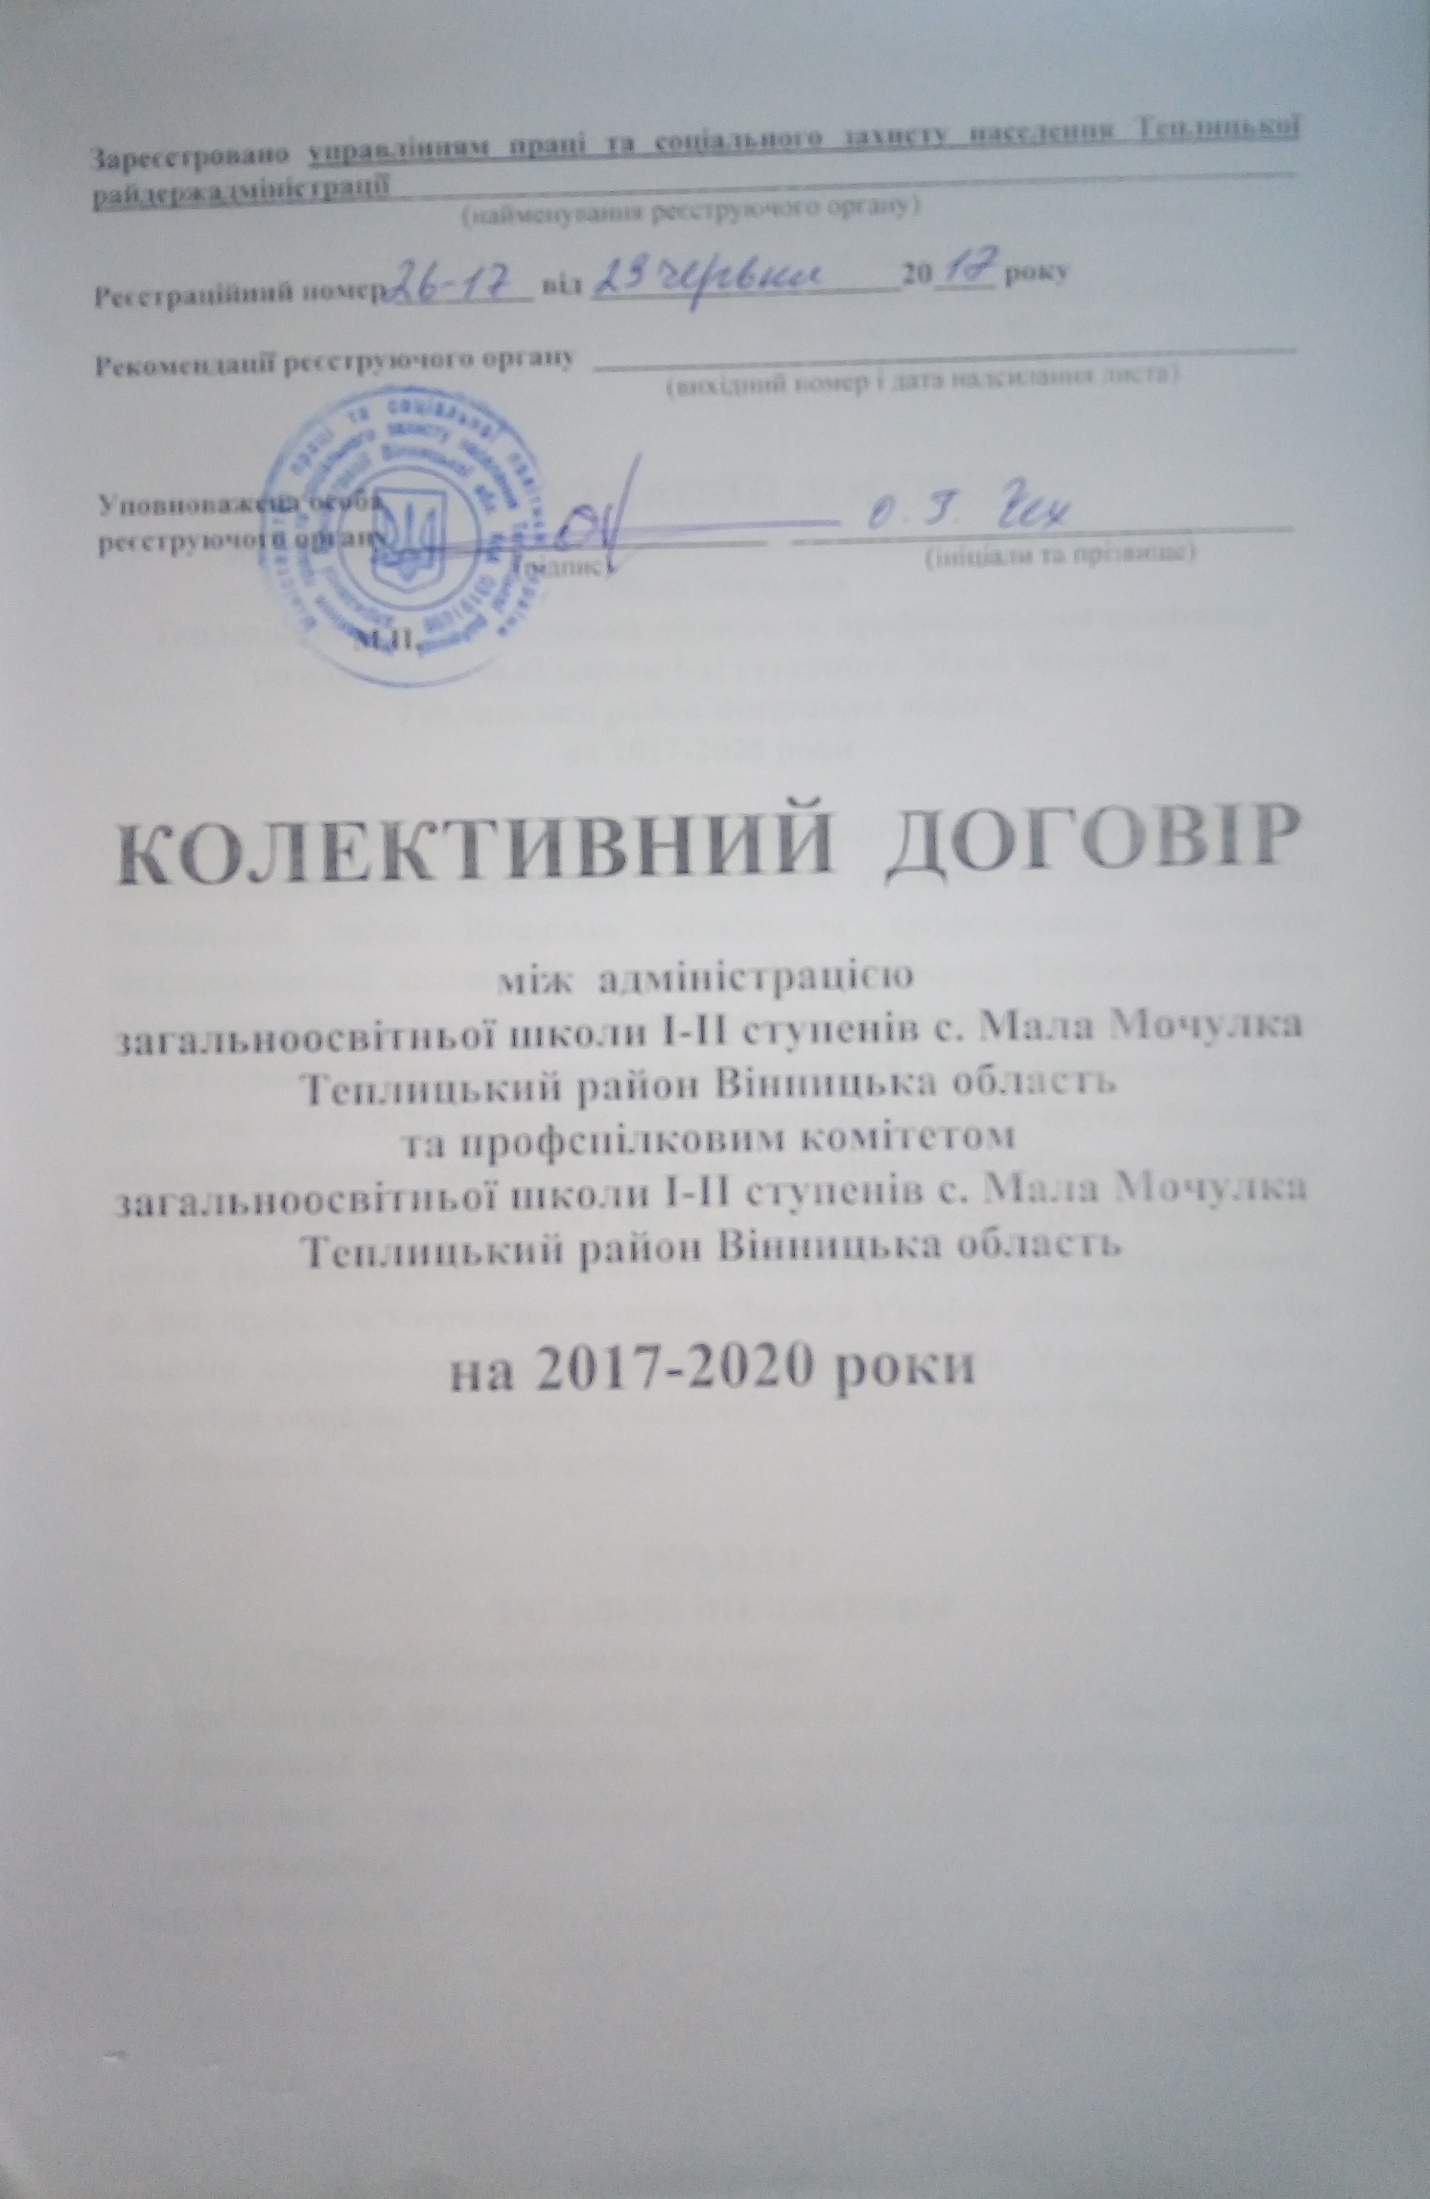 Зареєстровано управлінням праці та соціального захисту населення Теплицької
райдержадміністрації
(найменування реєструючого органу)
Реєстраційний номер 26-17 від 29 червня 2017 року
Рекомендації реєструючого органу
(вихідний номер і дата надсилання листа)
Уповноважена особа
реєструючого органу
О. З. Чех
(підпис)
(ініціали та прізвище)
М.П.
КОЛЕКТИВНИЙ ДОГОВІР
між адміністрацією
загальноосвітньої школи І-ІІ ступенів с. Мала Мочулка
Теплицький район Вінницька область
та профспілковим комітетом
загальноосвітньої школи І-ІІ ступенів с. Мала Мочулка
Теплицький район Вінницька область
на 2017-2020 роки